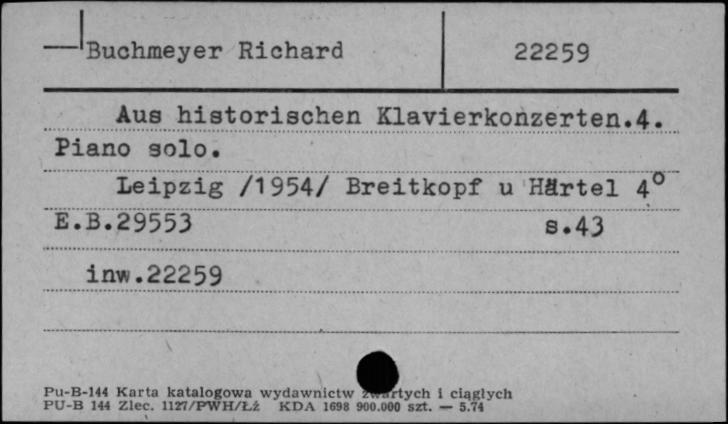 Buchmeyer Richard 22259
Aus historischen Klavierkonzerten.4.
Piano solo.
Leipzig /1954/ Breitkopf u Härtel 4°
E.B.29553 s.43
inw.22259
Pu-B-144 Karta katalogowa wydawnictw zwartych i ciągłych
PU-B 144 Zlec. 1127/PWH/Łż KDA 1698 900.000 szt. — 5.74